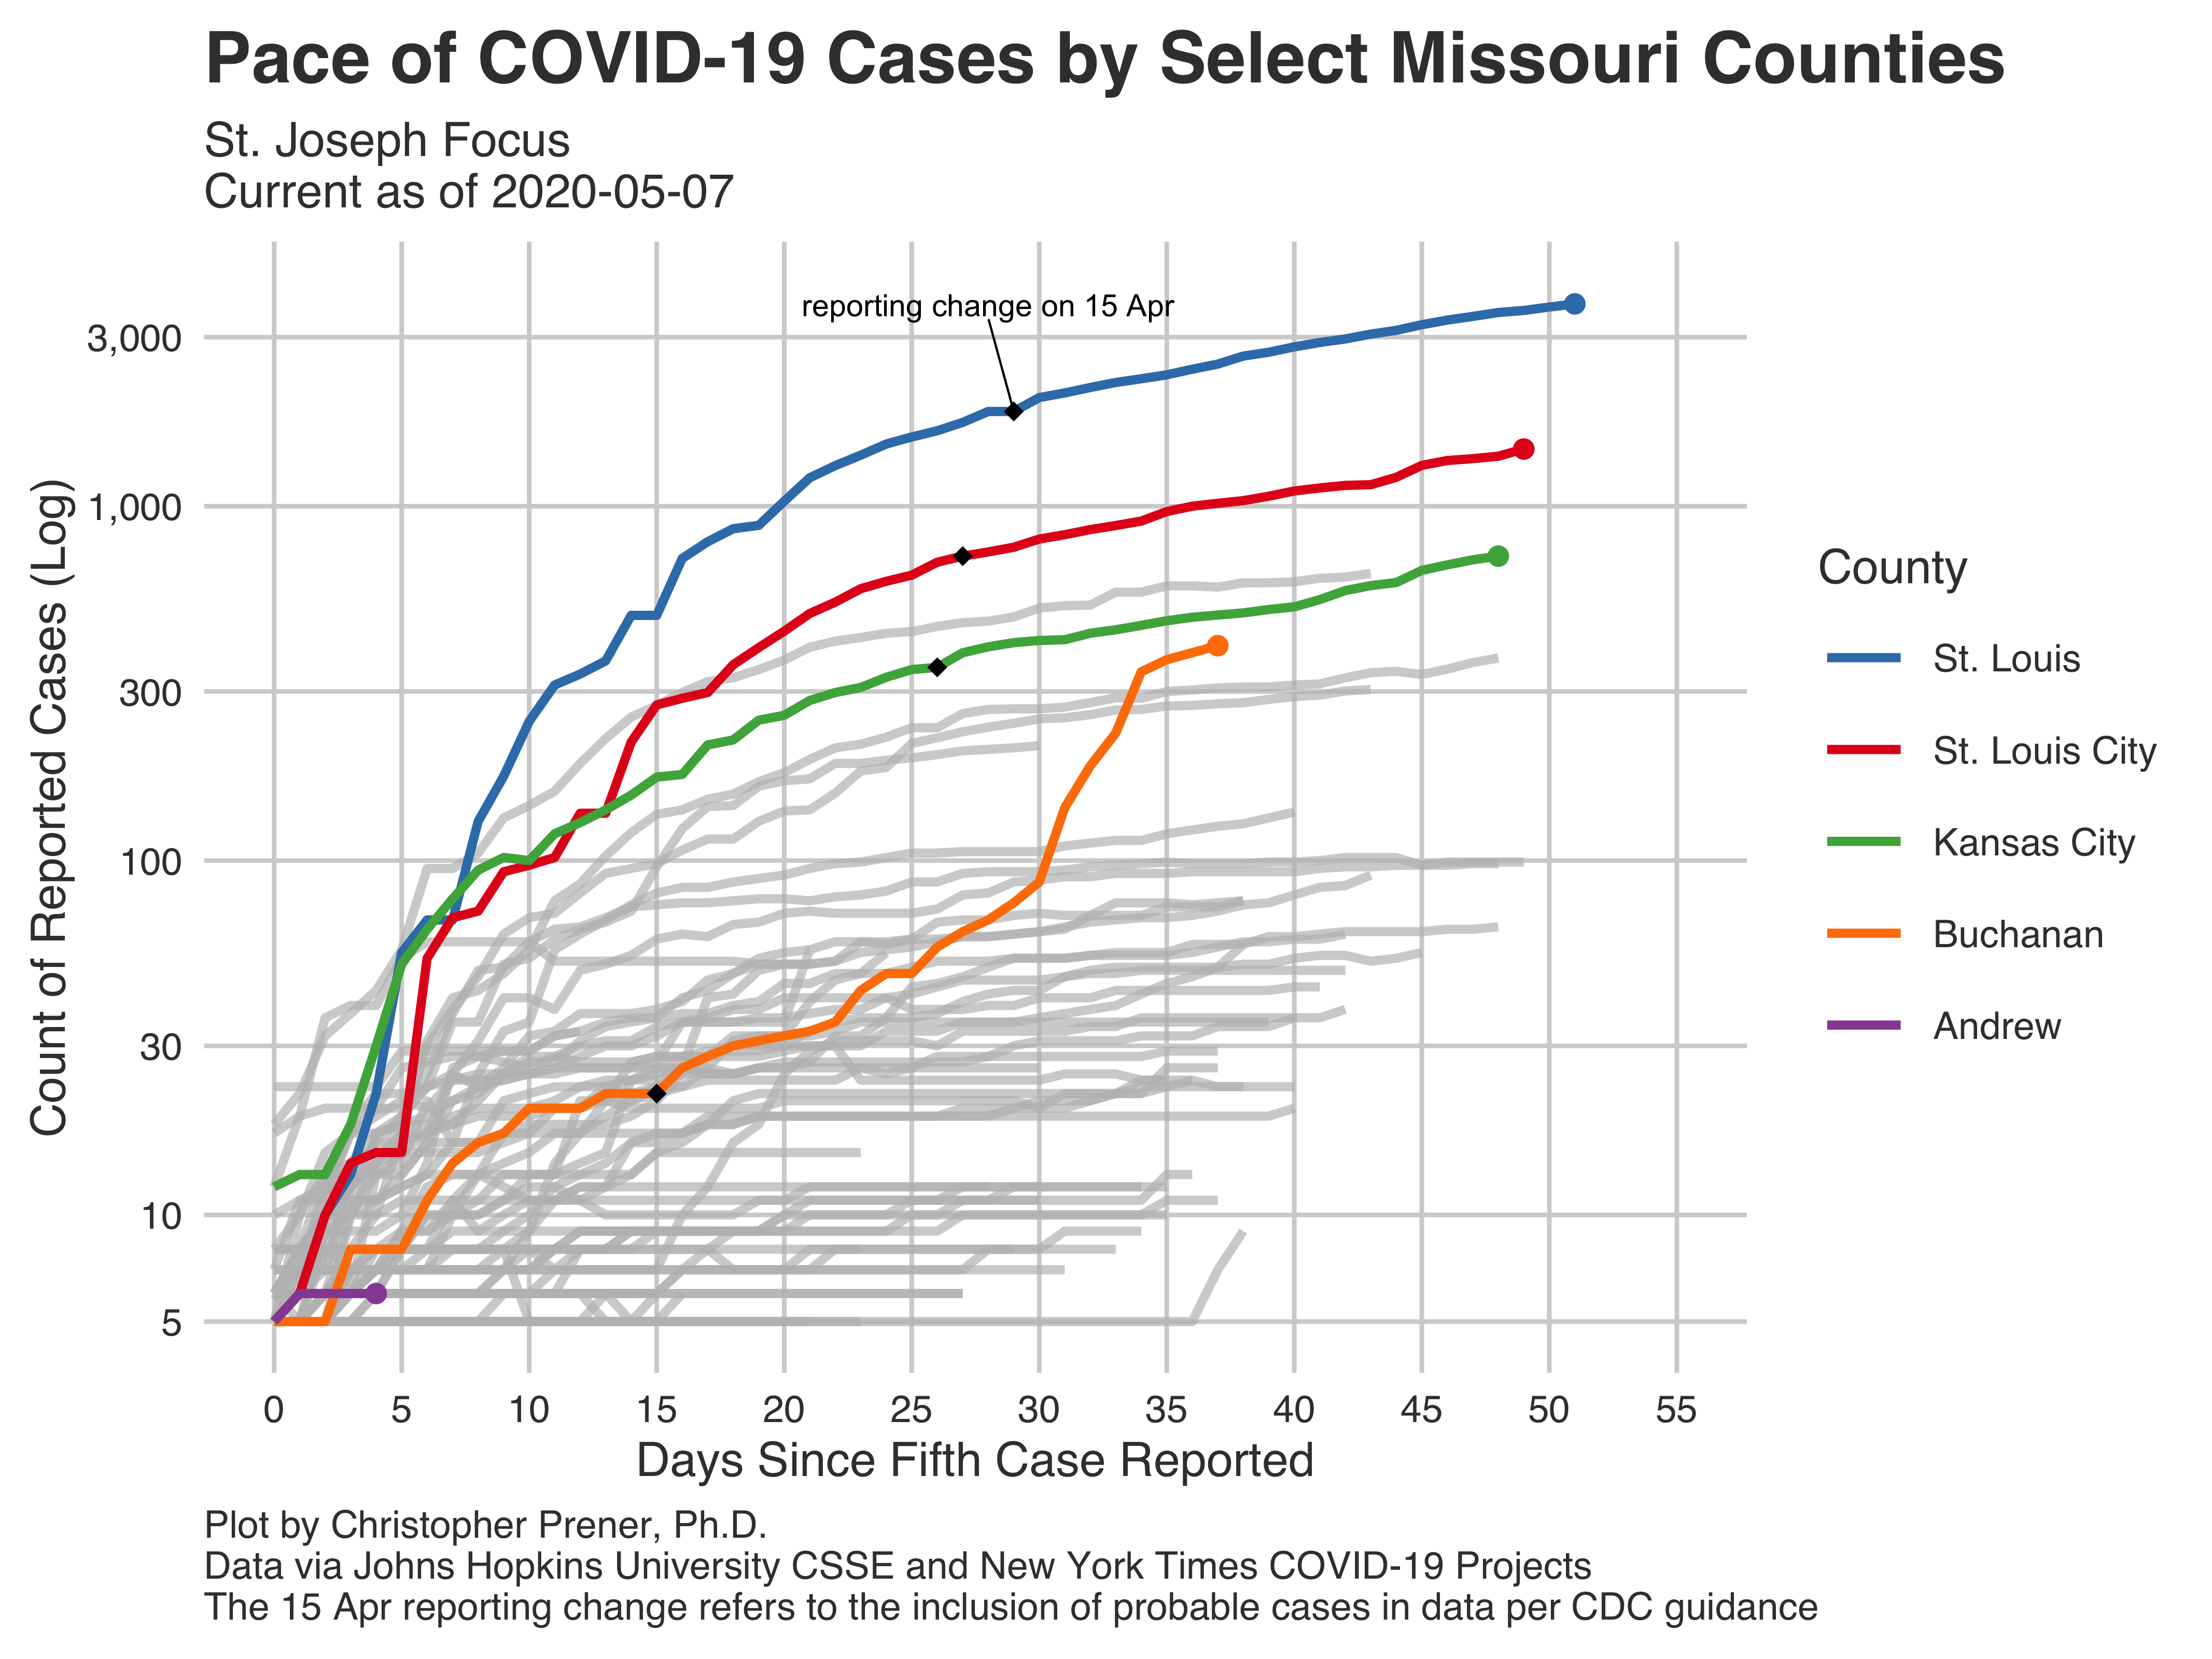 Pace of COVID-19 Cases by Select Missouri Counties
St. Joseph Focus
Current as of 2020-05-07
reporting change on 15 Apr
3,000
1,000
300
100
30
10
5
Count of Reported Cases (Log)
0 5 10 15 20 25 30 35 40 45 50 55
Days Since Fifth Case Reported
County
St. Louis
St. Louis City
Kansas City
Buchanan
Andrew
Plot by Christopher Prener, Ph.D.
Data via Johns Hopkins University CSSE and New York Times COVID-19 Projects
The 15 Apr reporting change refers to the inclusion of probable cases in data per CDC guidance